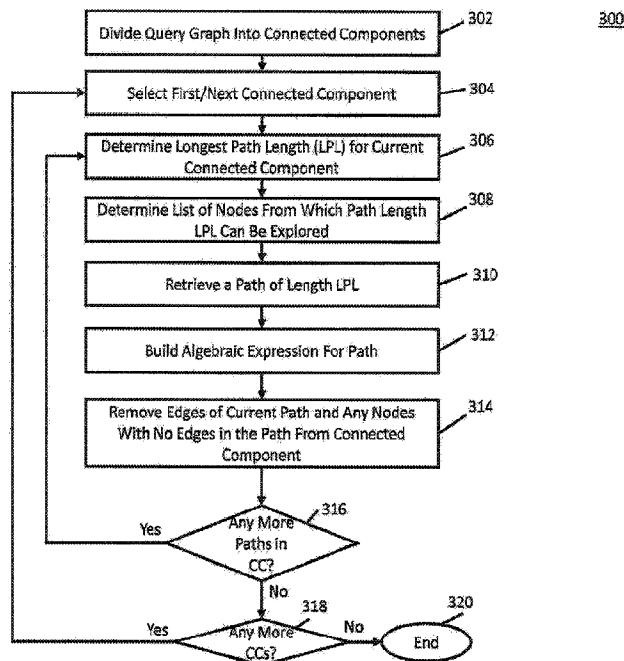 300
Divide Query Graph Into Connected Components
302
Select First/Next Connected Component
304
Determine Longest Path Length (LPL) for Current
Connected Component
306
Determine List of Nodes From Which Path Length
LPL Can Be Explored
308
Retrieve a Path of Length LPL
310
Build Algebraic Expression For Path
312
Remove Edges of Current Path and Any Nodes
With No Edges in the Path From Connected
Component
314
Any More
Paths in
CC?
316
Yes
No
Any More
CCs?
318
Yes
No
End
320